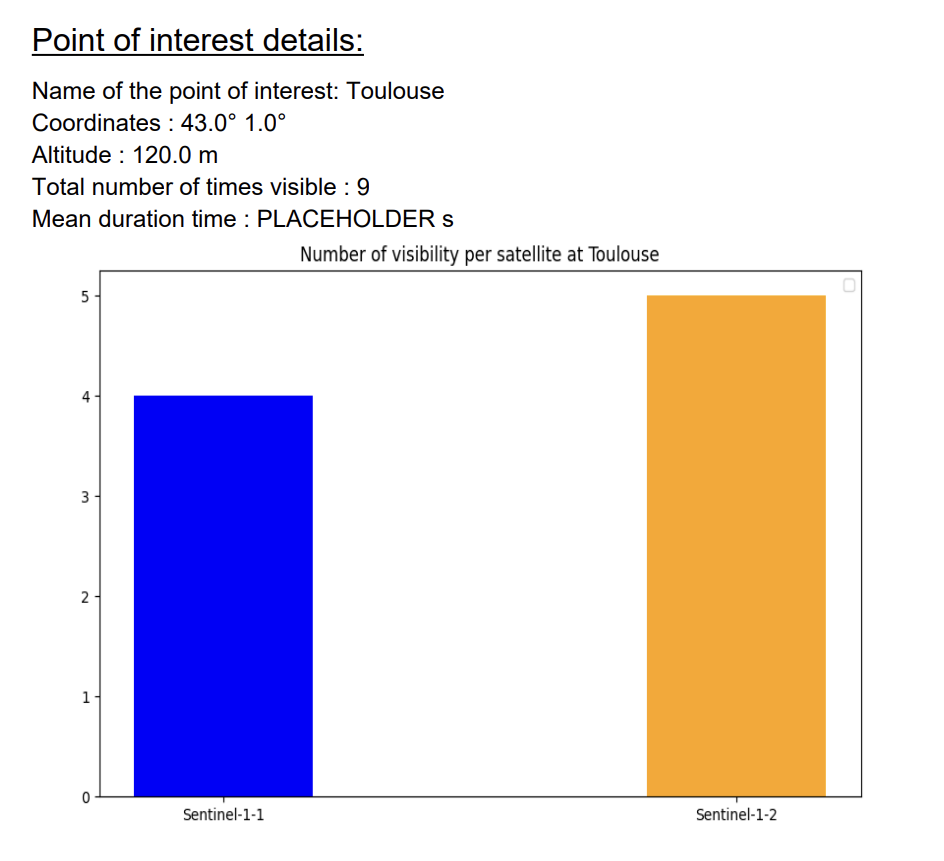 Point of interest details:
Name of the point of interest: Toulouse
Coordinates : 43.0° 1.0°
Altitude : 120.0 m
Total number of times visible : 9
Mean duration time : PLACEHOLDER s
Number of visibility per satellite at Toulouse
5
4
3
2
1
0
Sentinel-1-1 Sentinel-1-2